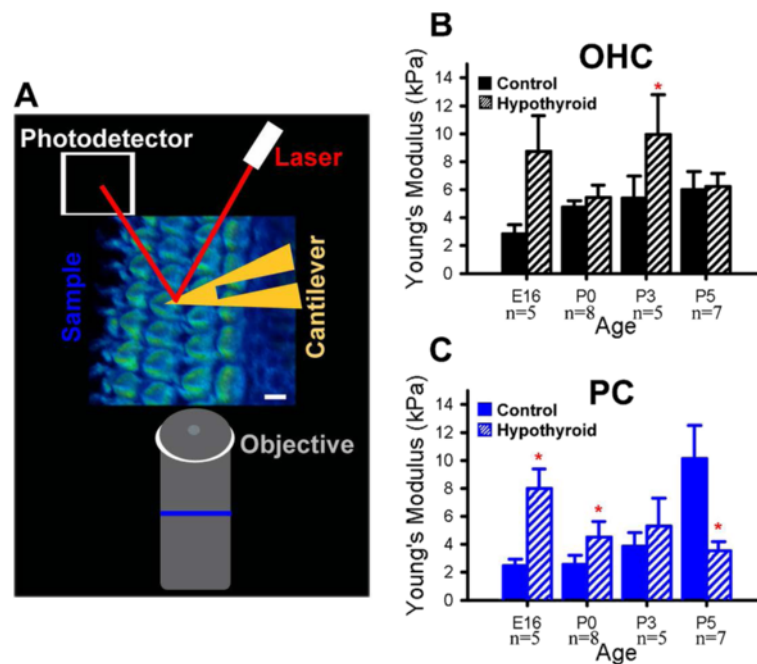 A
Photodetector
Laser
Sample
Cantilever
Objective
B
OHC
Young's Modulus (kPa)
14
12
10
8
6
4
2
0
Control
Hypothyroid
*
E16 P0 P3 P5
n=5 n=8 n=5 n=7
Age
C
PC
Young's Modulus (kPa)
14
12
10
8
6
4
2
0
Control
Hypothyroid
* * *
E16 P0 P3 P5
n=5 n=8 n=5 n=7
Age